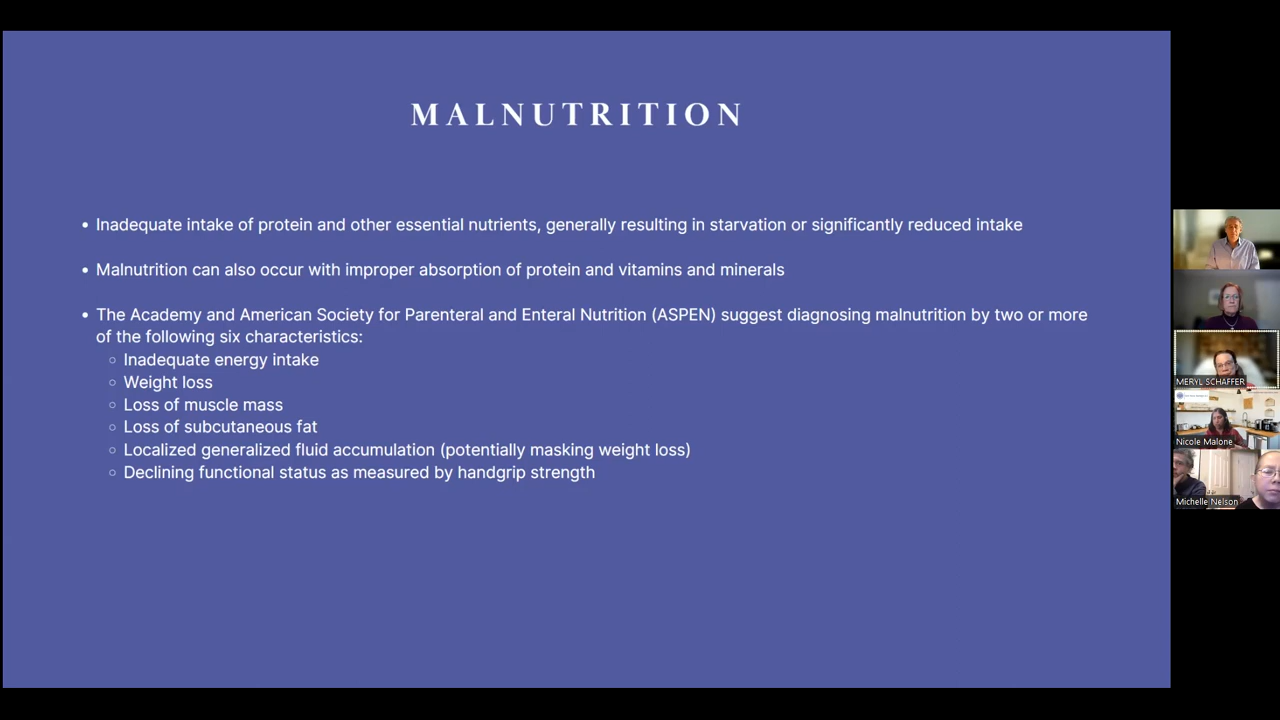 MALNUTRITION
• Inadequate intake of protein and other essential nutrients, generally resulting in starvation or significantly reduced intake
• Malnutrition can also occur with improper absorption of protein and vitamins and minerals
• The Academy and American Society for Parenteral and Enteral Nutrition (ASPEN) suggest diagnosing malnutrition by two or more
of the following six characteristics:
○ Inadequate energy intake
○ Weight loss
○ Loss of muscle mass
○ Loss of subcutaneous fat
○ Localized generalized fluid accumulation (potentially masking weight loss)
○ Declining functional status as measured by handgrip strength
MERYL SCHAFFER
Nicole Malone
Michelle Nelson